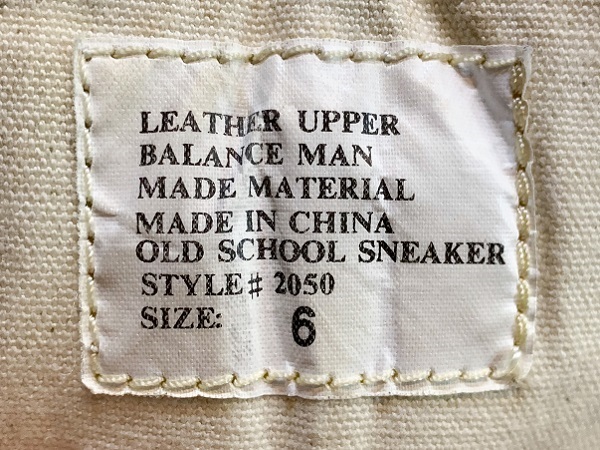 LEATHER UPPER
BALANCE MAN
MADE MATERIAL
MADE IN CHINA
OLD SCHOOL SNEAKER
STYLE# 2050
SIZE: 6